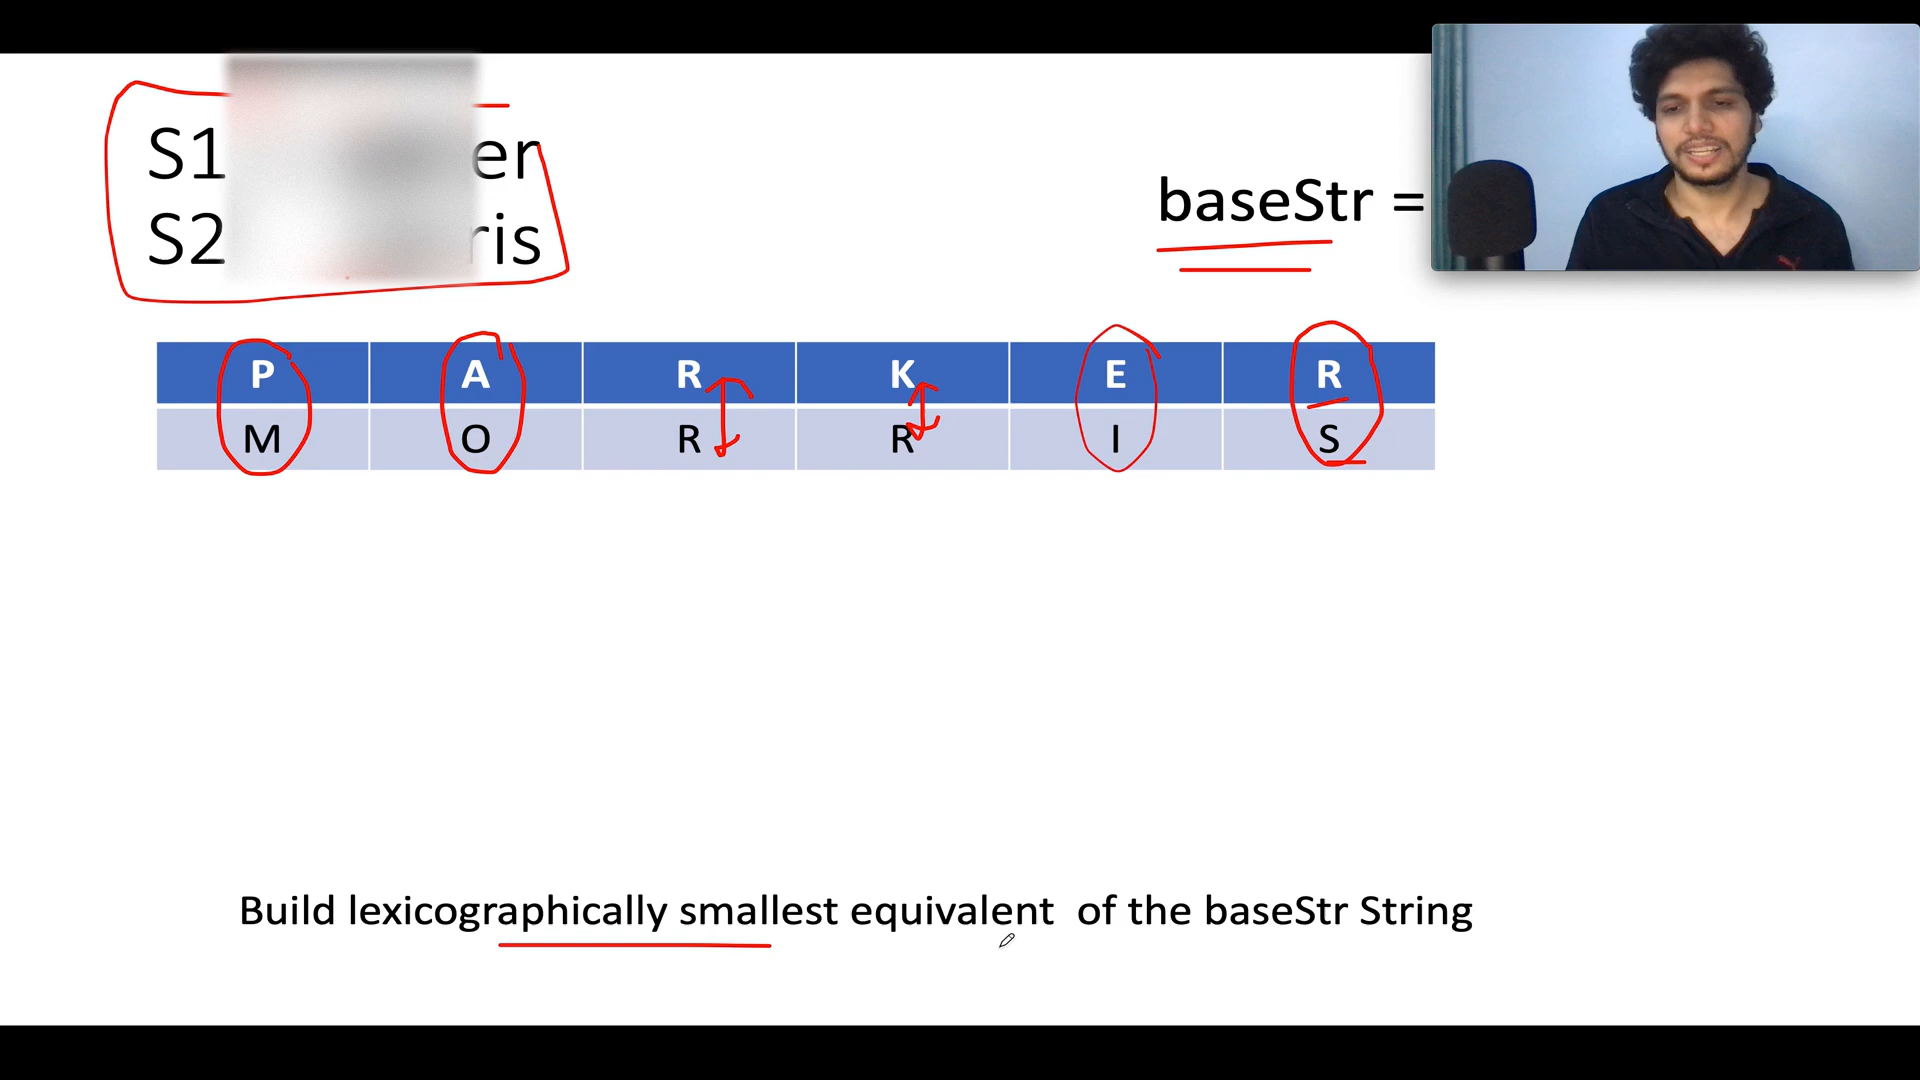 S1 er
S2 ris
baseStr =
P A R K E R
M O R R I S
Build lexicographically smallest equivalent of the baseStr String